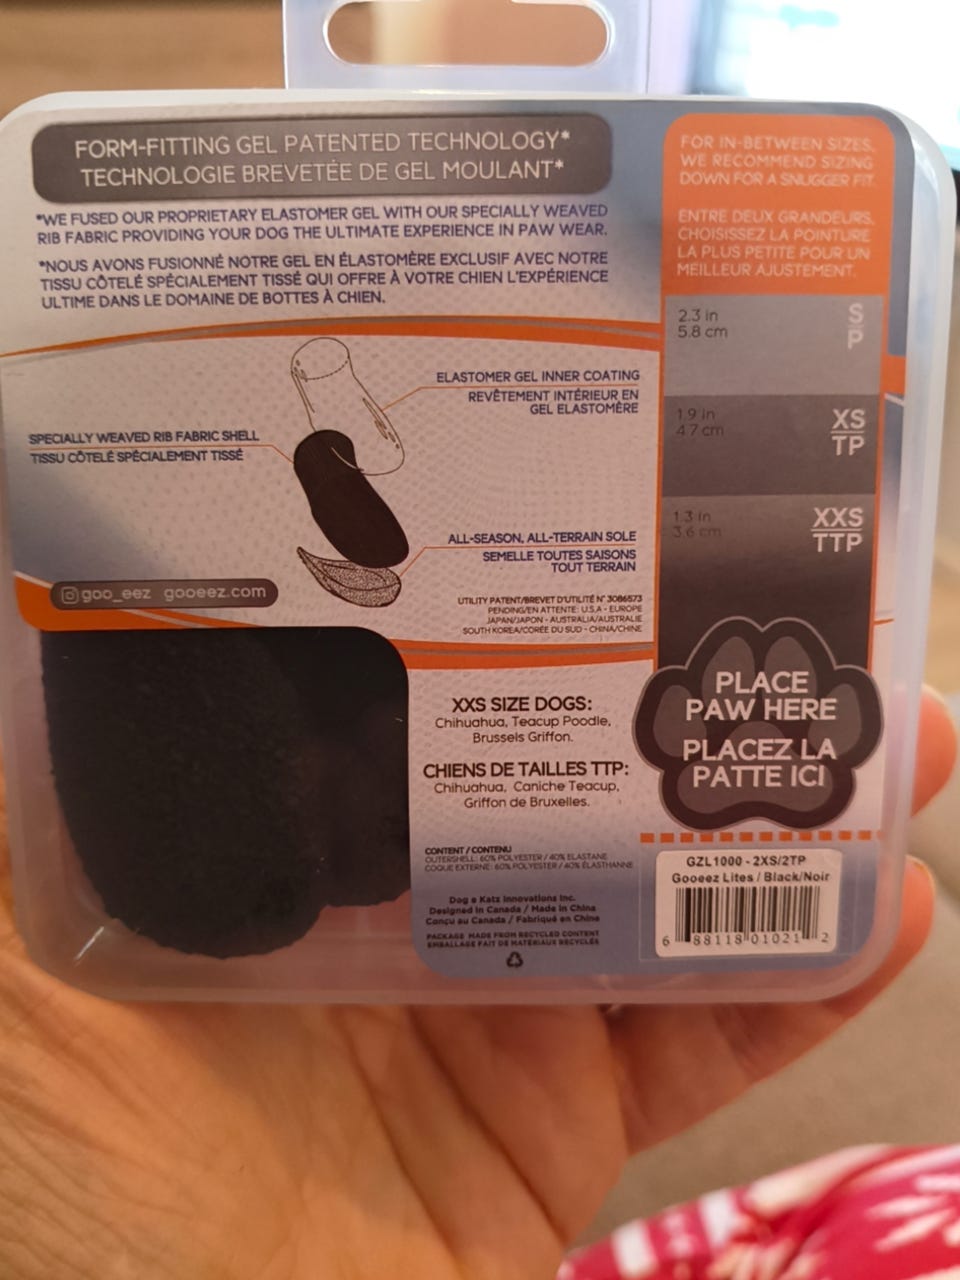 FORM-FITTING GEL PATENTED TECHNOLOGY*
TECHNOLOGIE BREVETÉE DE GEL MOULANT*
*WE FUSED OUR PROPRIETARY ELASTOMER GEL WITH OUR SPECIALLY WEAVED
RIB FABRIC PROVIDING YOUR DOG THE ULTIMATE EXPERIENCE IN PAW WEAR.
*NOUS AVONS FUSIONNÉ NOTRE GEL EN ÉLASTOMÈRE EXCLUSIF AVEC NOTRE
TISSU CÔTELÉ SPÉCIALEMENT TISSÉ QUI OFFRE À VOTRE CHIEN L'EXPÉRIENCE
ULTIME DANS LE DOMAINE DE BOTTES À CHIEN.
ELASTOMER GEL INNER COATING
REVÊTEMENT INTÉRIEUR EN
GEL ELASTOMÈRE
SPECIALLY WEAVED RIB FABRIC SHELL
TISSU CÔTELÉ SPÉCIALEMENT TISSÉ
ALL-SEASON, ALL-TERRAIN SOLE
SEMELLE TOUTES SAISONS
TOUT TERRAIN
goo_eez gooeez.com
UTILITY PATENT/BREVET D'UTILITÉ N° 3086573
PENDING/EN ATTENTE: U.S.A - EUROPE
JAPAN/JAPON - AUSTRALIA/AUSTRALIE
SOUTH KOREA/CORÉE DU SUD - CHINA/CHINE
FOR IN-BETWEEN SIZES,
WE RECOMMEND SIZING
DOWN FOR A SNUGGER FIT.
ENTRE DEUX GRANDEURS,
CHOISISSEZ LA POINTURE
LA PLUS PETITE POUR UN
MEILLEUR AJUSTEMENT.
2.3 in
5.8 cm
S
P
1.9 in
4.7 cm
XS
TP
1.3 in
3.6 cm
XXS
TTP
PLACE
PAW HERE
PLACEZ LA
PATTE ICI
XXS SIZE DOGS:
Chihuahua, Teacup Poodle,
Brussels Griffon.
CHIENS DE TAILLES TTP:
Chihuahua, Caniche Teacup,
Griffon de Bruxelles.
CONTENT / CONTENU
OUTERSHELL: 60% POLYESTER / 40% ELASTANE
COQUE EXTERNE: 60% POLYESTER / 40% ÉLASTHANNE
Dog e Katz Innovations Inc.
Designed in Canada / Made in China
Conçu au Canada / Fabriqué en Chine
PACKAGE MADE FROM RECYCLED CONTENT
EMBALLAGE FAIT DE MATÉRIAUX RECYCLÉS
GZL1000 - 2XS/2TP
Gooeez Lites / Black/Noir
6 88118 01021 2